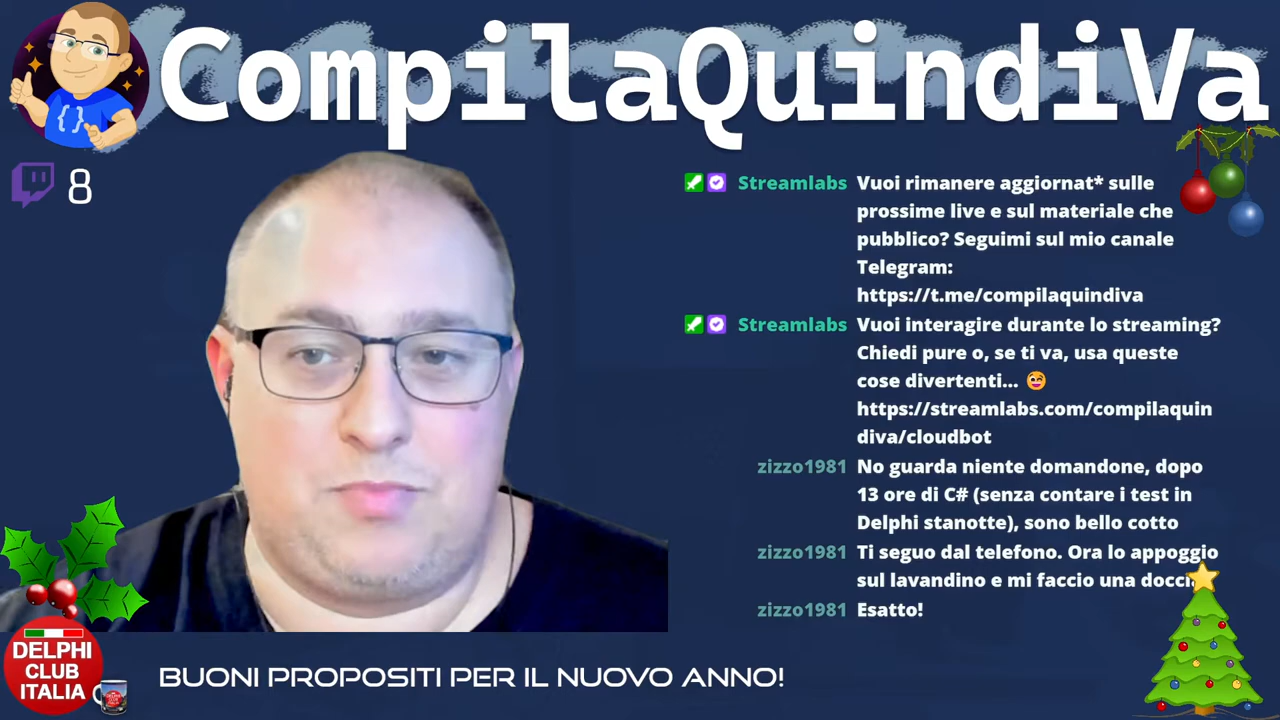 CompilaQuindiVa
{ }
8
Streamlabs Vuoi rimanere aggiornat* sulle
prossime live e sul materiale che
pubblico? Seguimi sul mio canale
Telegram:
https://t.me/compilaquindiva
Streamlabs Vuoi interagire durante lo streaming?
Chiedi pure o, se ti va, usa queste
cose divertenti... 😄
https://streamlabs.com/compilaquin
diva/cloudbot
zizzo1981 No guarda niente domandone, dopo
13 ore di C# (senza contare i test in
Delphi stanotte), sono bello cotto
zizzo1981 Ti seguo dal telefono. Ora lo appoggio
sul lavandino e mi faccio una docci
zizzo1981 Esatto!
DELPHI
CLUB
ITALIA
BUONI PROPOSITI PER IL NUOVO ANNO!